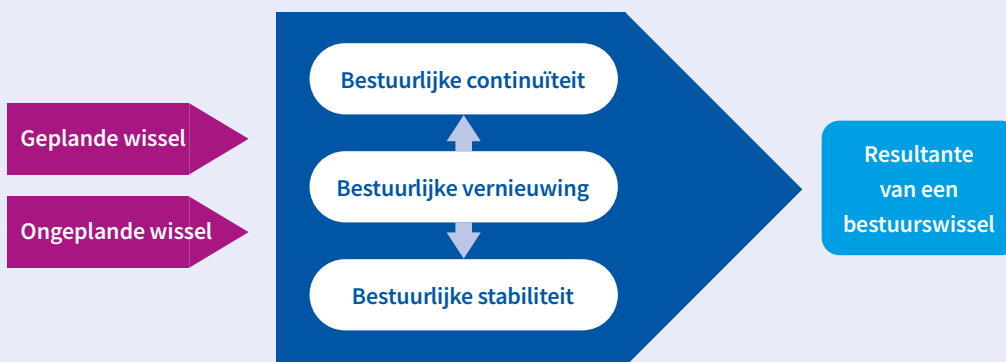 Geplande wissel
Ongeplande wissel
Bestuurlijke continuïteit
Bestuurlijke vernieuwing
Bestuurlijke stabiliteit
Resultante
van een
bestuurswissel